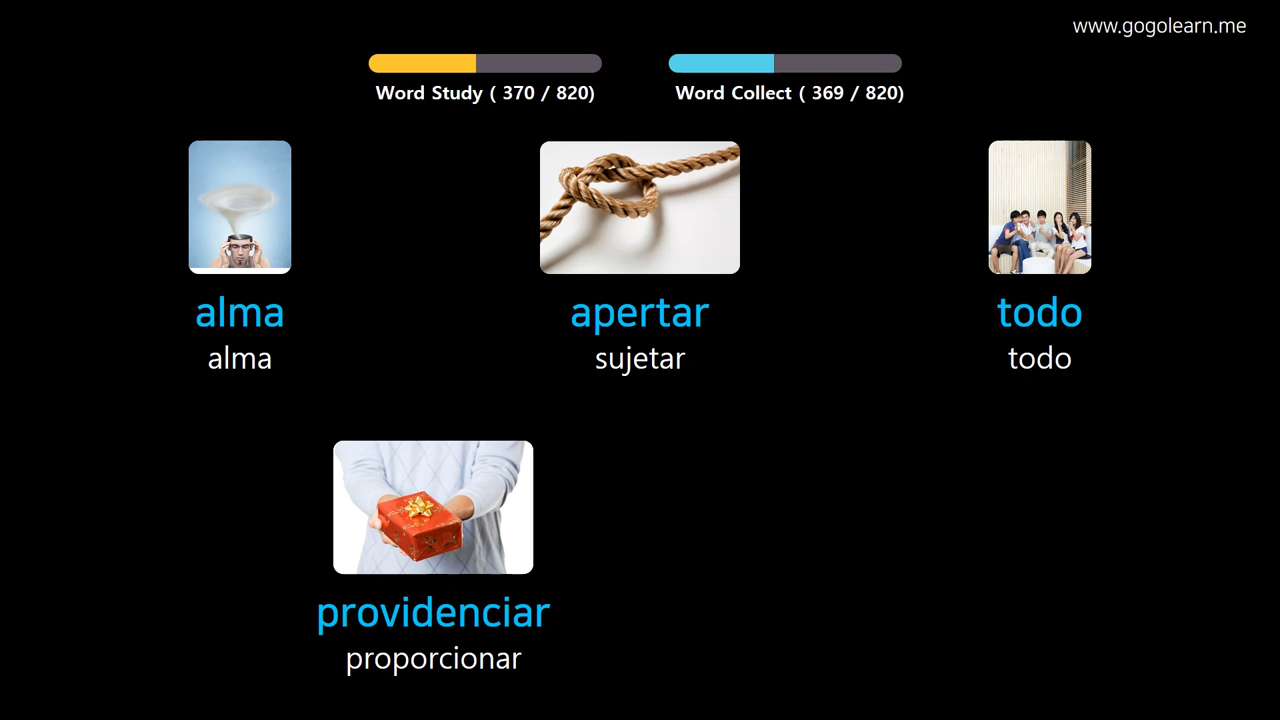 www.gogolearn.me
Word Study ( 370 / 820)
Word Collect ( 369 / 820)
alma
alma
apertar
sujetar
todo
todo
providenciar
proporcionar